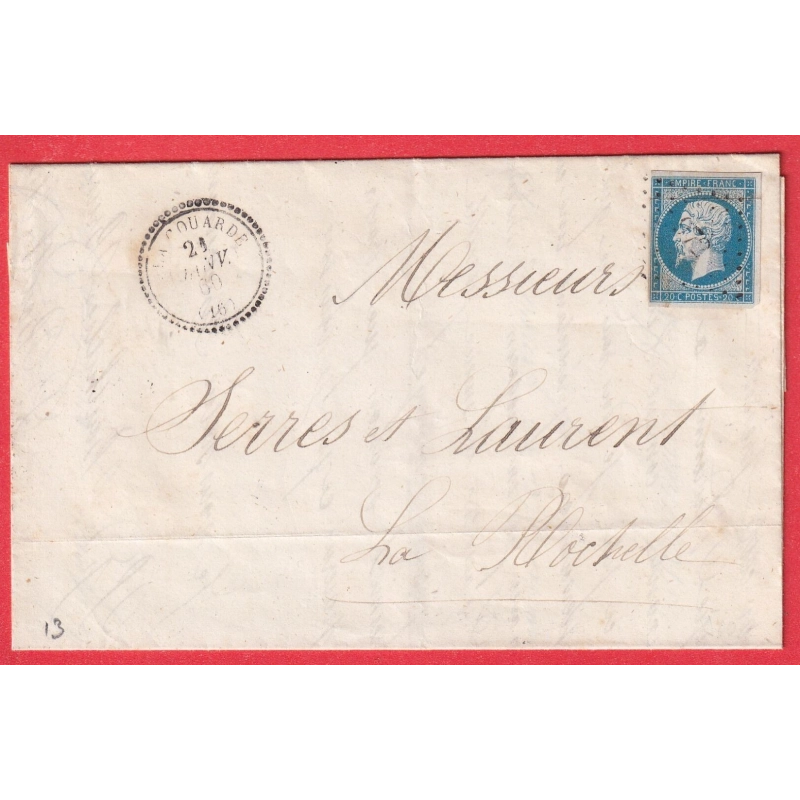 LA COUARDE
21
JANV.
60
(16)
EMPIRE FRANC
20 C POSTES 20 C
Messieurs
Serres et Laurent
La Rochelle
13